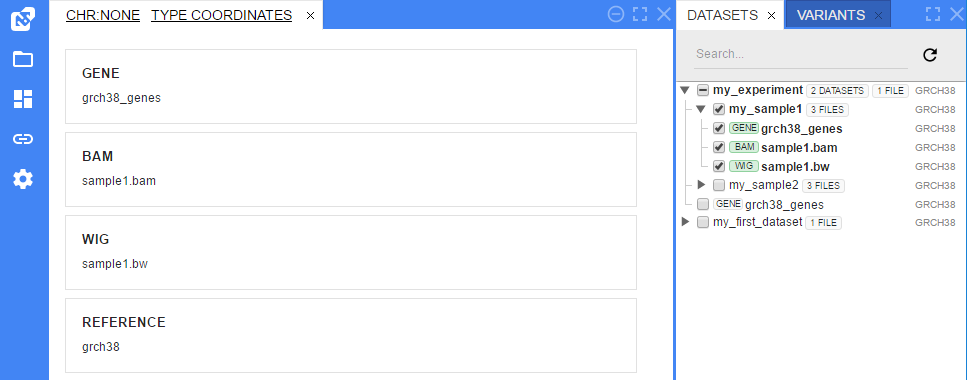 CHR:NONE TYPE COORDINATES
GENE
grch38_genes
BAM
sample1.bam
WIG
sample1.bw
REFERENCE
grch38
DATASETS VARIANTS
Search...
my_experiment 2 DATASETS 1 FILE GRCH38
my_sample1 3 FILES GRCH38
GENE grch38_genes GRCH38
BAM sample1.bam GRCH38
WIG sample1.bw GRCH38
my_sample2 3 FILES GRCH38
GENE grch38_genes GRCH38
my_first_dataset 1 FILE GRCH38